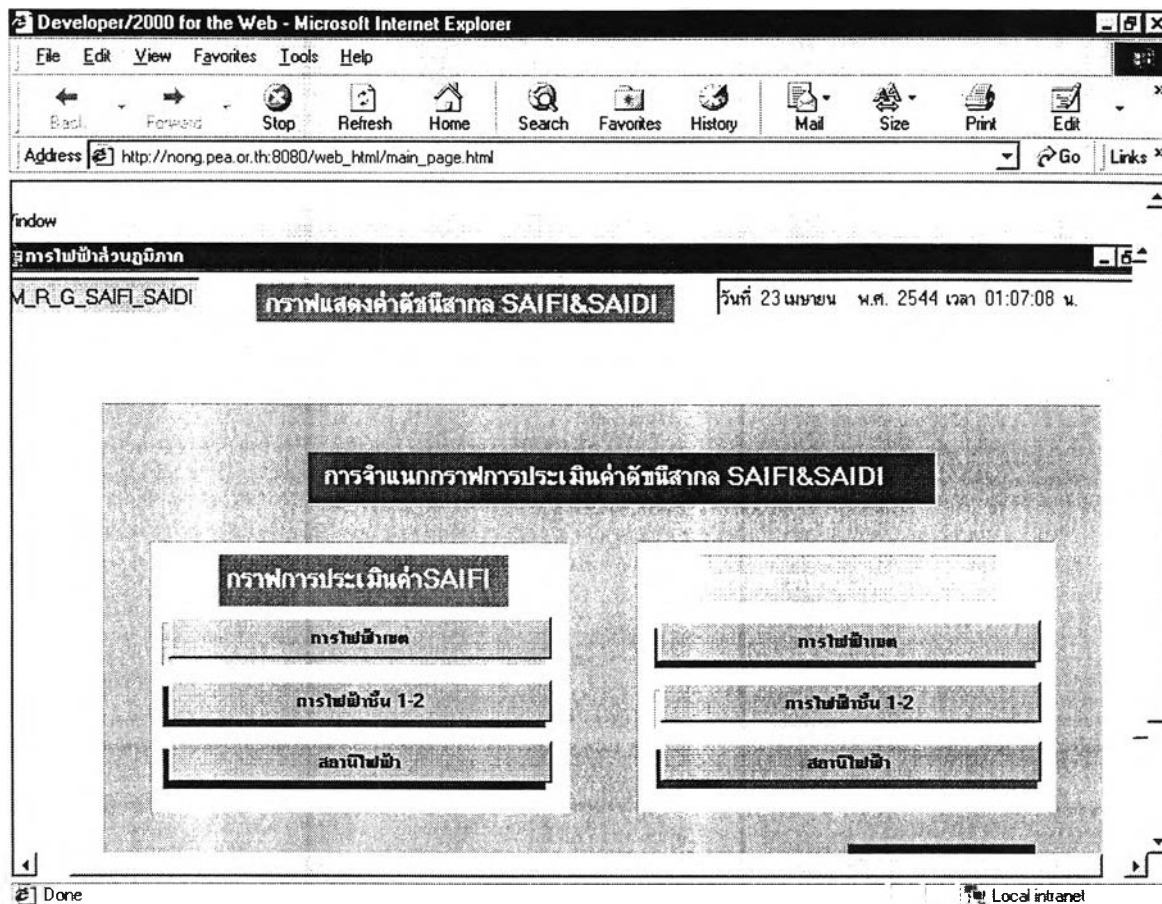 Developer/2000 for the Web - Microsoft Internet Explorer
File Edit View Favorites Tools Help
Back Forward Stop Refresh Home Search Favorites History Mail Size Print Edit
Address http://nong.pea.or.th:8080/web_html/main_page.html Go Links
indow
การไฟฟ้าส่วนภูมิภาค
M_R_G_SAIFI_SAIDI กราฟแสดงค่าดัชนีสากล SAIFI&SAIDI วันที่ 23 เมษายน พ.ศ. 2544 เวลา 01:07:08 น.
การจำแนกกราฟการประเมินค่าดัชนีสากล SAIFI&SAIDI
กราฟการประเมินค่าSAIFI
การไฟฟ้าเขต
การไฟฟ้าชั้น 1-2
สถานีไฟฟ้า
การไฟฟ้าเขต
การไฟฟ้าชั้น 1-2
สถานีไฟฟ้า
Done Local intranet